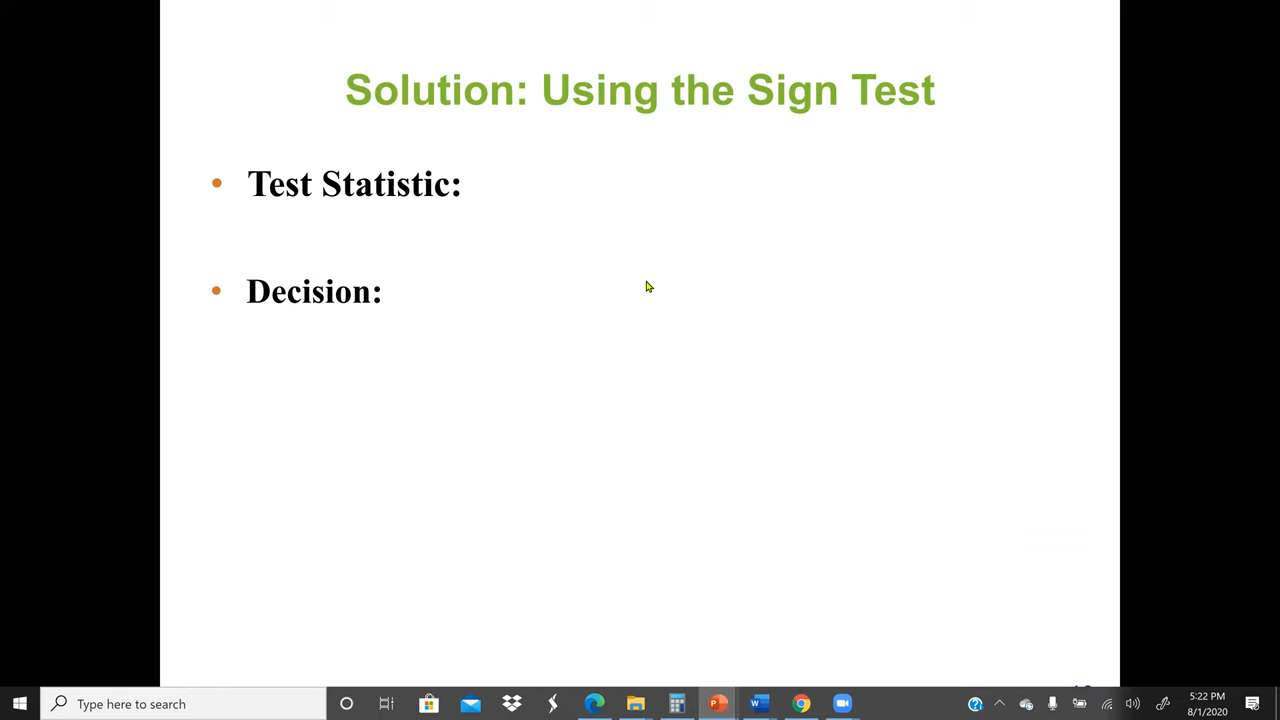 Solution: Using the Sign Test
• Test Statistic:
• Decision:
Type here to search
5:22 PM
8/1/2020